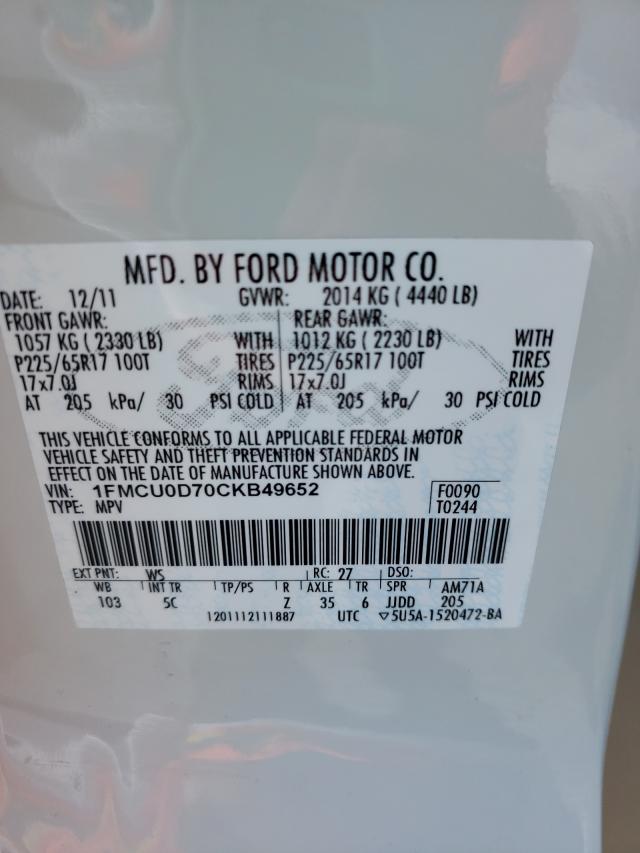 MFD. BY FORD MOTOR CO.
DATE: 12/11 GVWR: 2014 KG ( 4440 LB)
FRONT GAWR: REAR GAWR:
1057 KG ( 2330 LB) WITH 1012 KG ( 2230 LB) WITH
P225/65R17 100T TIRES P225/65R17 100T TIRES
17x7.0J RIMS 17x7.0J RIMS
AT 205 kPa/ 30 PSI COLD AT 205 kPa/ 30 PSI COLD
THIS VEHICLE CONFORMS TO ALL APPLICABLE FEDERAL MOTOR
VEHICLE SAFETY AND THEFT PREVENTION STANDARDS IN
EFFECT ON THE DATE OF MANUFACTURE SHOWN ABOVE.
VIN: 1FMCU0D70CKB49652 F0090
TYPE: MPV T0244
EXT PNT: WS RC: 27 DSO:
WB INT TR TP/PS R AXLE TR SPR AM71A
103 5C Z 35 6 JJDD 205
1201112111887 UTC ▽5U5A-1520472-BA